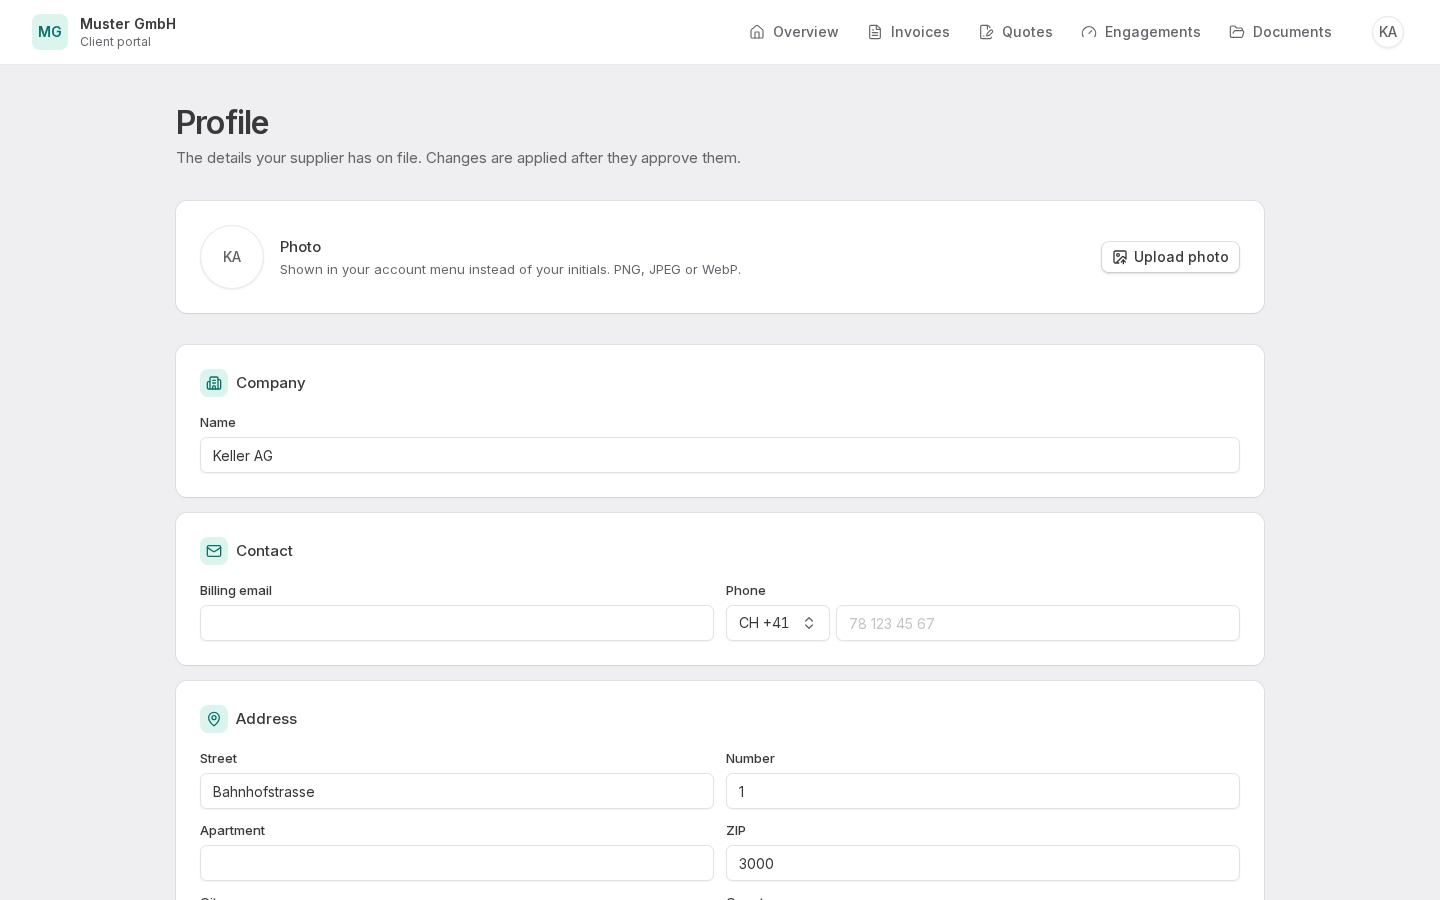 MG
Muster GmbH
Client portal
Overview
Invoices
Quotes
Engagements
Documents
KA
Profile
The details your supplier has on file. Changes are applied after they approve them.
KA
Photo
Shown in your account menu instead of your initials. PNG, JPEG or WebP.
Upload photo
Company
Name
Keller AG
Contact
Billing email
Phone
CH +41
78 123 45 67
Address
Street
Number
Bahnhofstrasse
1
Apartment
ZIP
3000